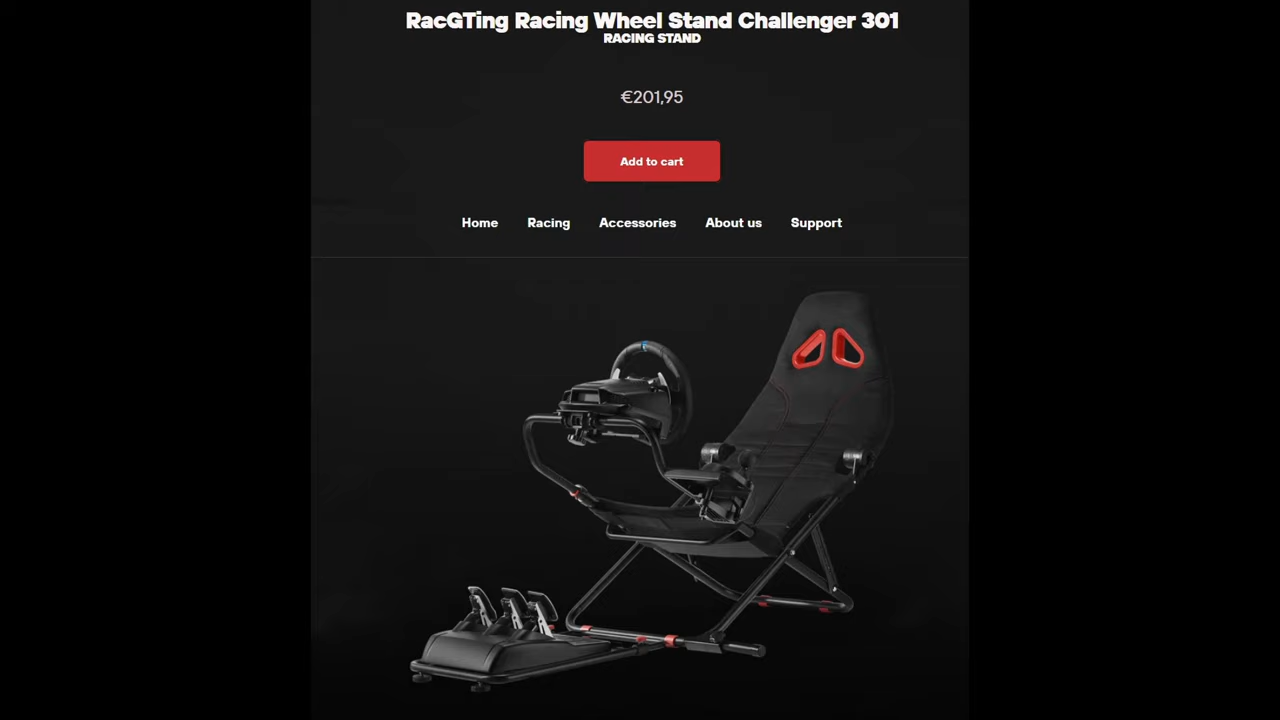 RacGTing Racing Wheel Stand Challenger 301
RACING STAND
€201,95
Add to cart
Home Racing Accessories About us Support